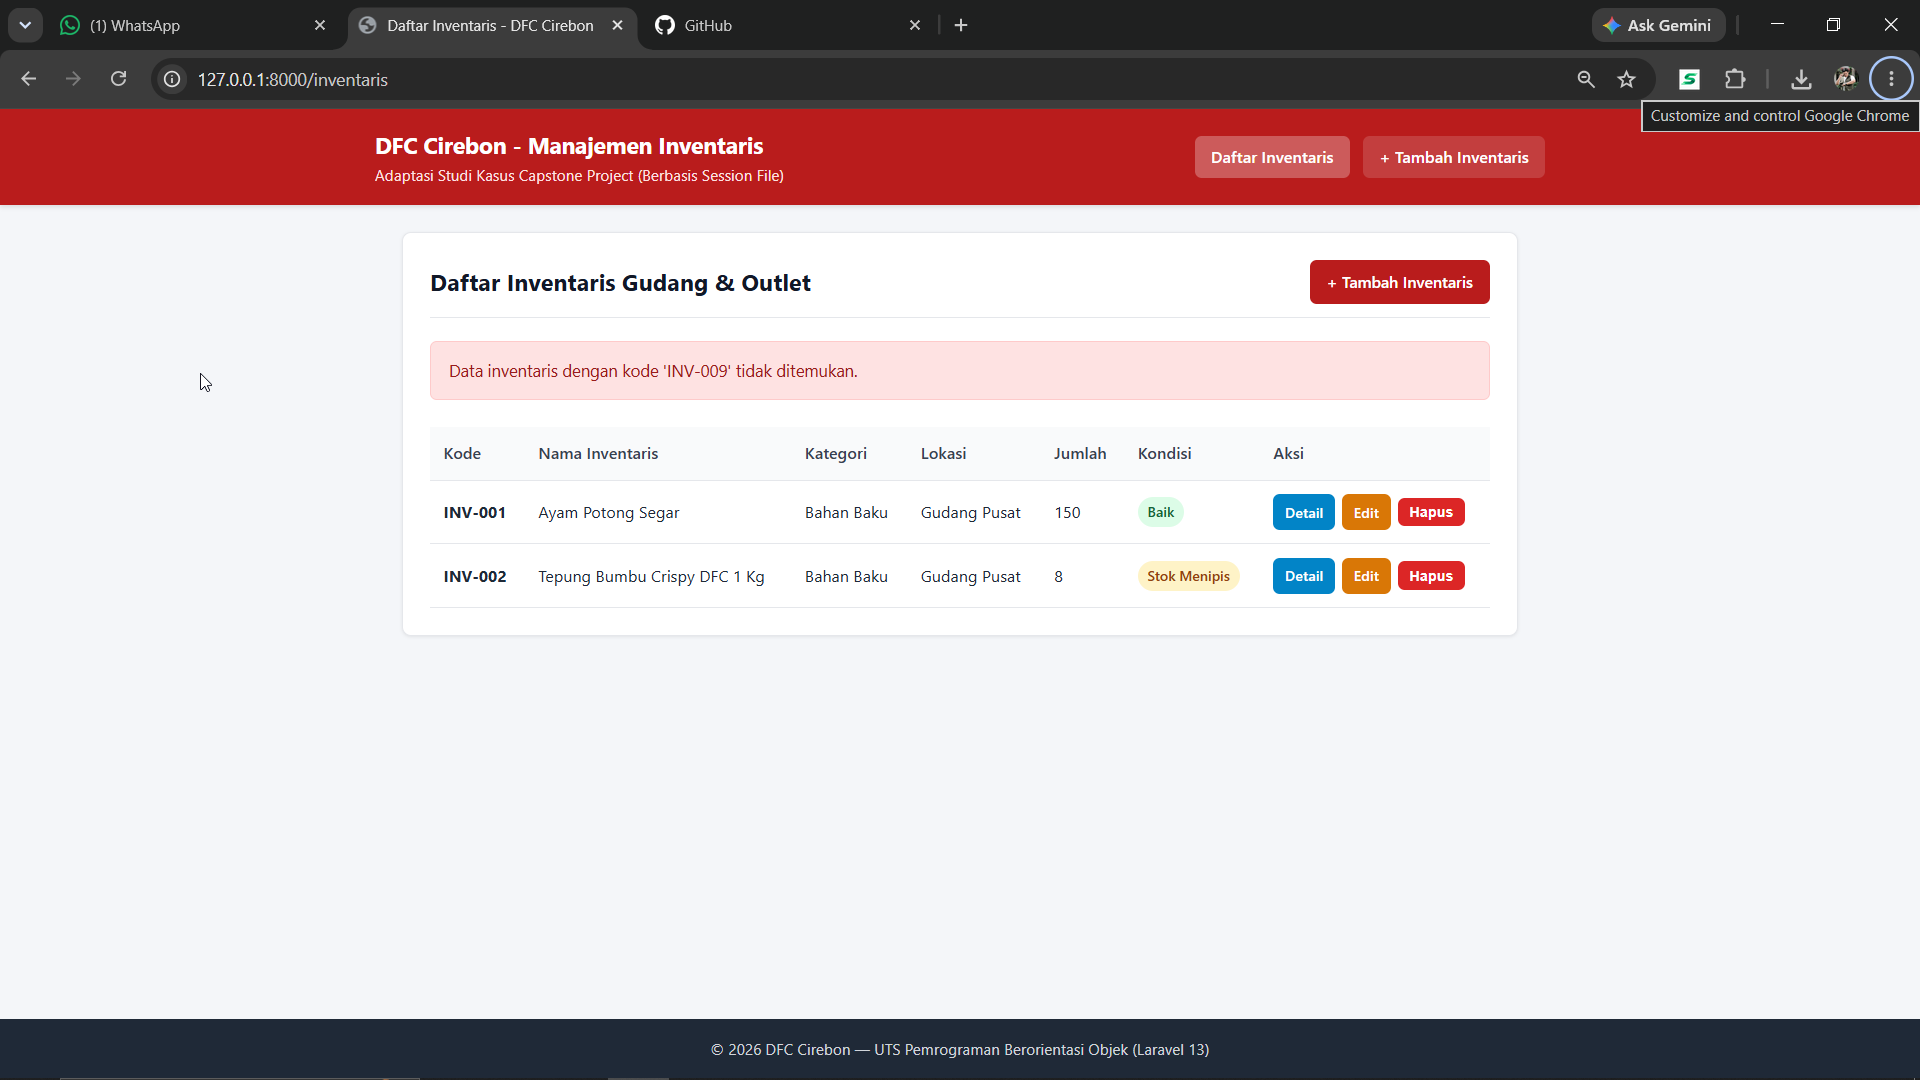 (1) WhatsApp
Daftar Inventaris - DFC Cirebon
GitHub
Ask Gemini
127.0.0.1:8000/inventaris
Customize and control Google Chrome
DFC Cirebon - Manajemen Inventaris
Adaptasi Studi Kasus Capstone Project (Berbasis Session File)
Daftar Inventaris
+ Tambah Inventaris
Daftar Inventaris Gudang & Outlet
+ Tambah Inventaris
Data inventaris dengan kode 'INV-009' tidak ditemukan.
Kode Nama Inventaris Kategori Lokasi Jumlah Kondisi Aksi
INV-001 Ayam Potong Segar Bahan Baku Gudang Pusat 150 Baik Detail Edit Hapus
INV-002 Tepung Bumbu Crispy DFC 1 Kg Bahan Baku Gudang Pusat 8 Stok Menipis Detail Edit Hapus
© 2026 DFC Cirebon — UTS Pemrograman Berorientasi Objek (Laravel 13)